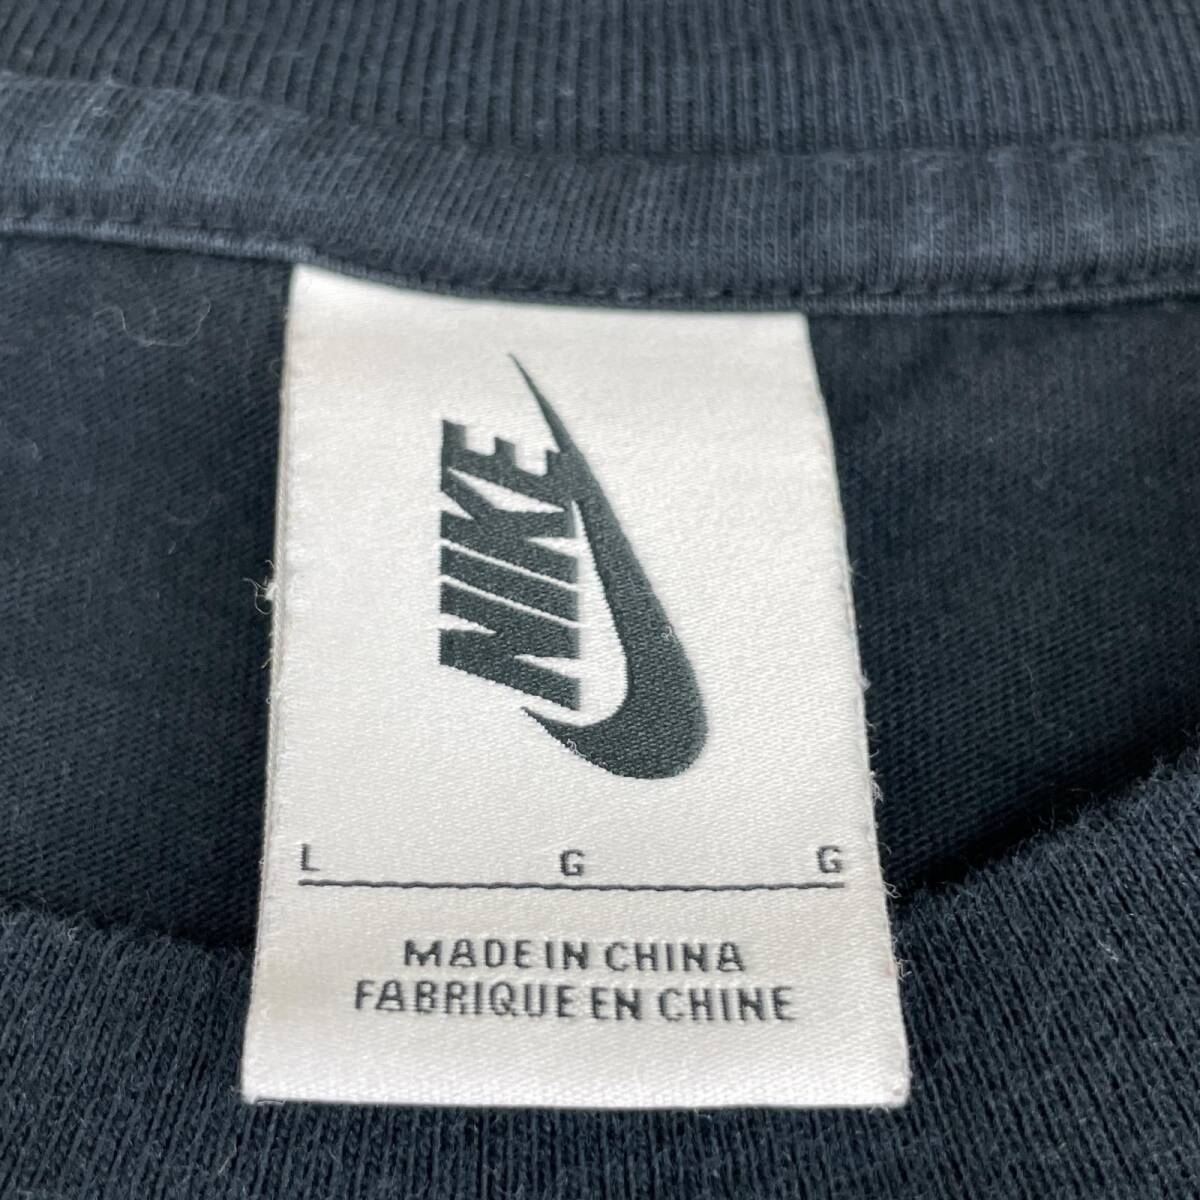 NIKE
L G G
MADE IN CHINA
FABRIQUE EN CHINE